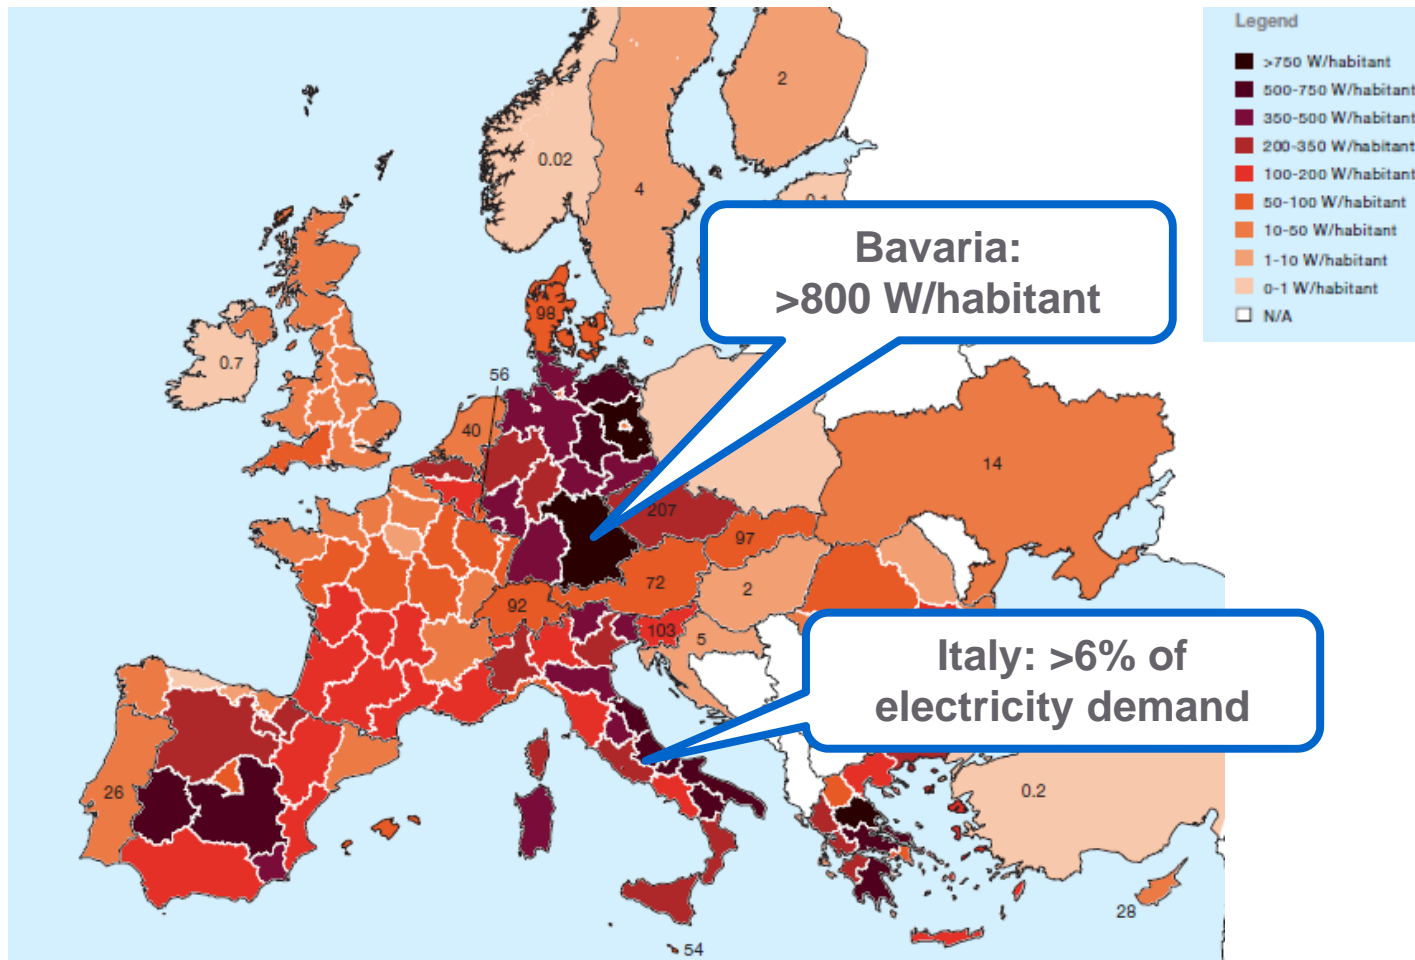 Legend
>750 W/habitant
500-750 W/habitant
350-500 W/habitant
200-350 W/habitant
100-200 W/habitant
50-100 W/habitant
10-50 W/habitant
1-10 W/habitant
0-1 W/habitant
N/A
2
0.02
4
Bavaria:
>800 W/habitant
98
0.7
56
40
14
207
97
72
2
92
103
5
Italy: >6% of
electricity demand
26
0.2
28
54